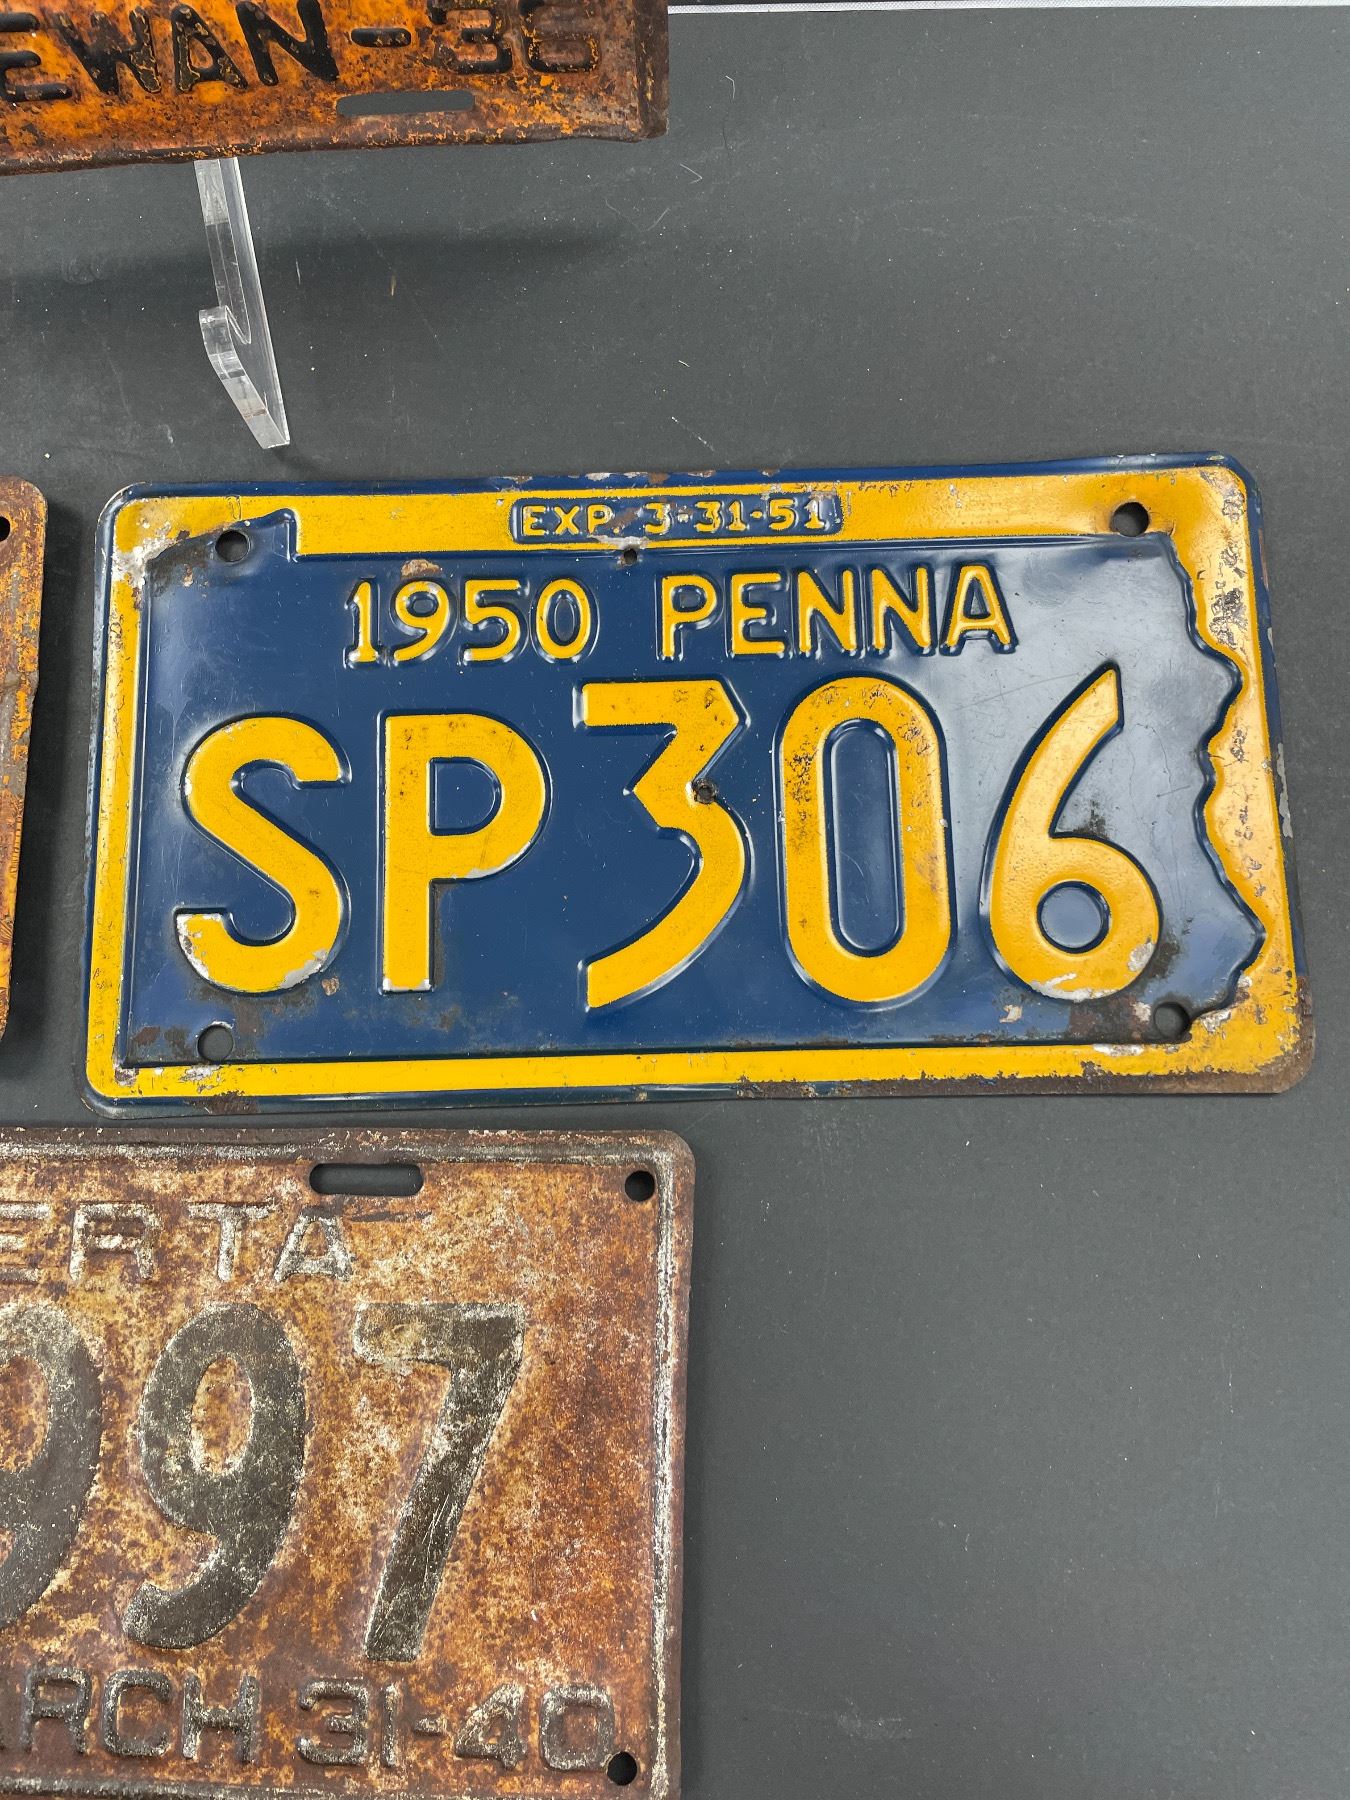 EWAN-36
EXP 3-31-51
1950 PENNA
SP306
ERTA
997
RCH 31-40